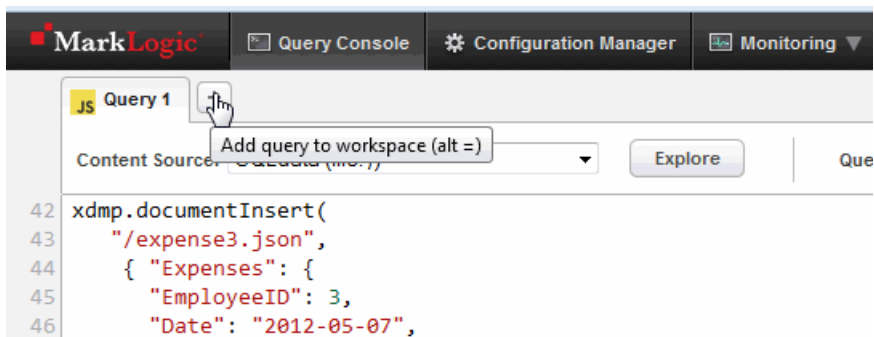 MarkLogic Query Console Configuration Manager Monitoring
JS Query 1
Add query to workspace (alt =)
Content Source: Explore Que
42 xdmp.documentInsert(
43 "/expense3.json",
44 { "Expenses": {
45 "EmployeeID": 3,
46 "Date": "2012-05-07",